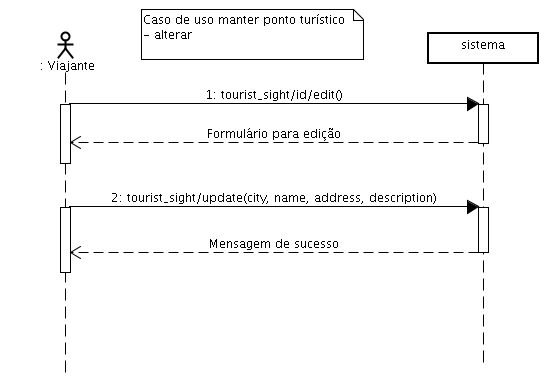 Caso de uso manter ponto turístico
- alterar
: Viajante
sistema
1: tourist_sight/id/edit()
Formulário para edição
2: tourist_sight/update(city, name, address, description)
Mensagem de sucesso